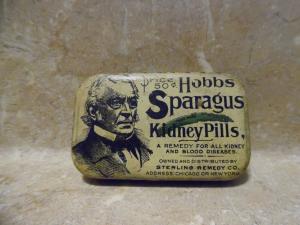 PRICE
50¢
Hobbs
Sparagus
Kidney Pills,
A REMEDY FOR ALL KIDNEY
AND BLOOD DISEASES.
OWNED AND DISTRIBUTED BY
STERLING REMEDY CO.
ADDRESS: CHICAGO OR NEW YORK